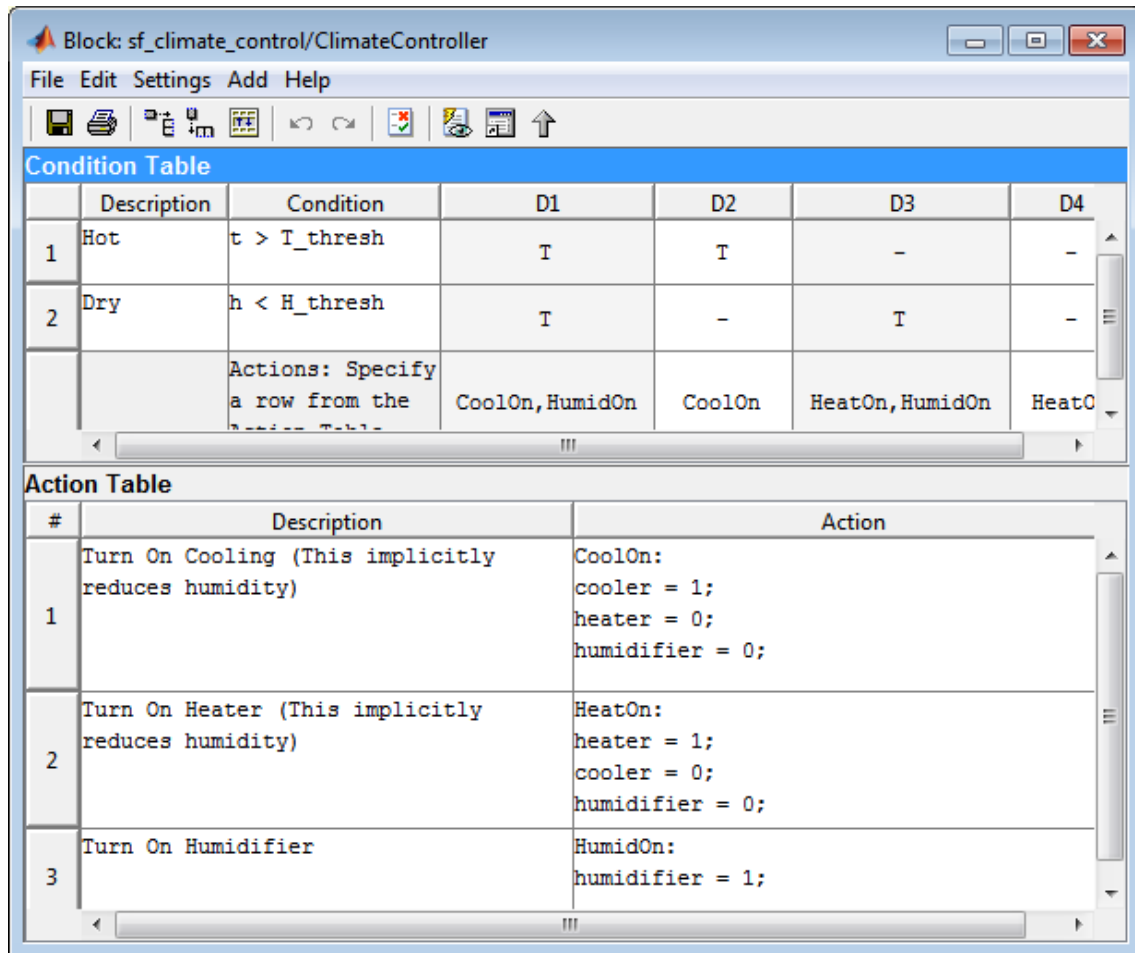 Block: sf_climate_control/ClimateController
File Edit Settings Add Help
Condition Table
Description Condition D1 D2 D3 D4
1 Hot t > T_thresh T T - -
2 Dry h < H_thresh T - T -
Actions: Specify
a row from the
Action Table
CoolOn,HumidOn CoolOn HeatOn,HumidOn HeatO
Action Table
# Description Action
1
Turn On Cooling (This implicitly
reduces humidity)
CoolOn:
cooler = 1;
heater = 0;
humidifier = 0;
2
Turn On Heater (This implicitly
reduces humidity)
HeatOn:
heater = 1;
cooler = 0;
humidifier = 0;
3
Turn On Humidifier
HumidOn:
humidifier = 1;